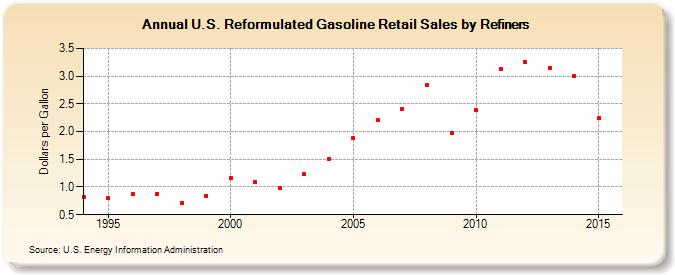 Annual U.S. Reformulated Gasoline Retail Sales by Refiners
Dollars per Gallon
3.5
3.0
2.5
2.0
1.5
1.0
0.5
1995 2000 2005 2010 2015
Source: U.S. Energy Information Administration